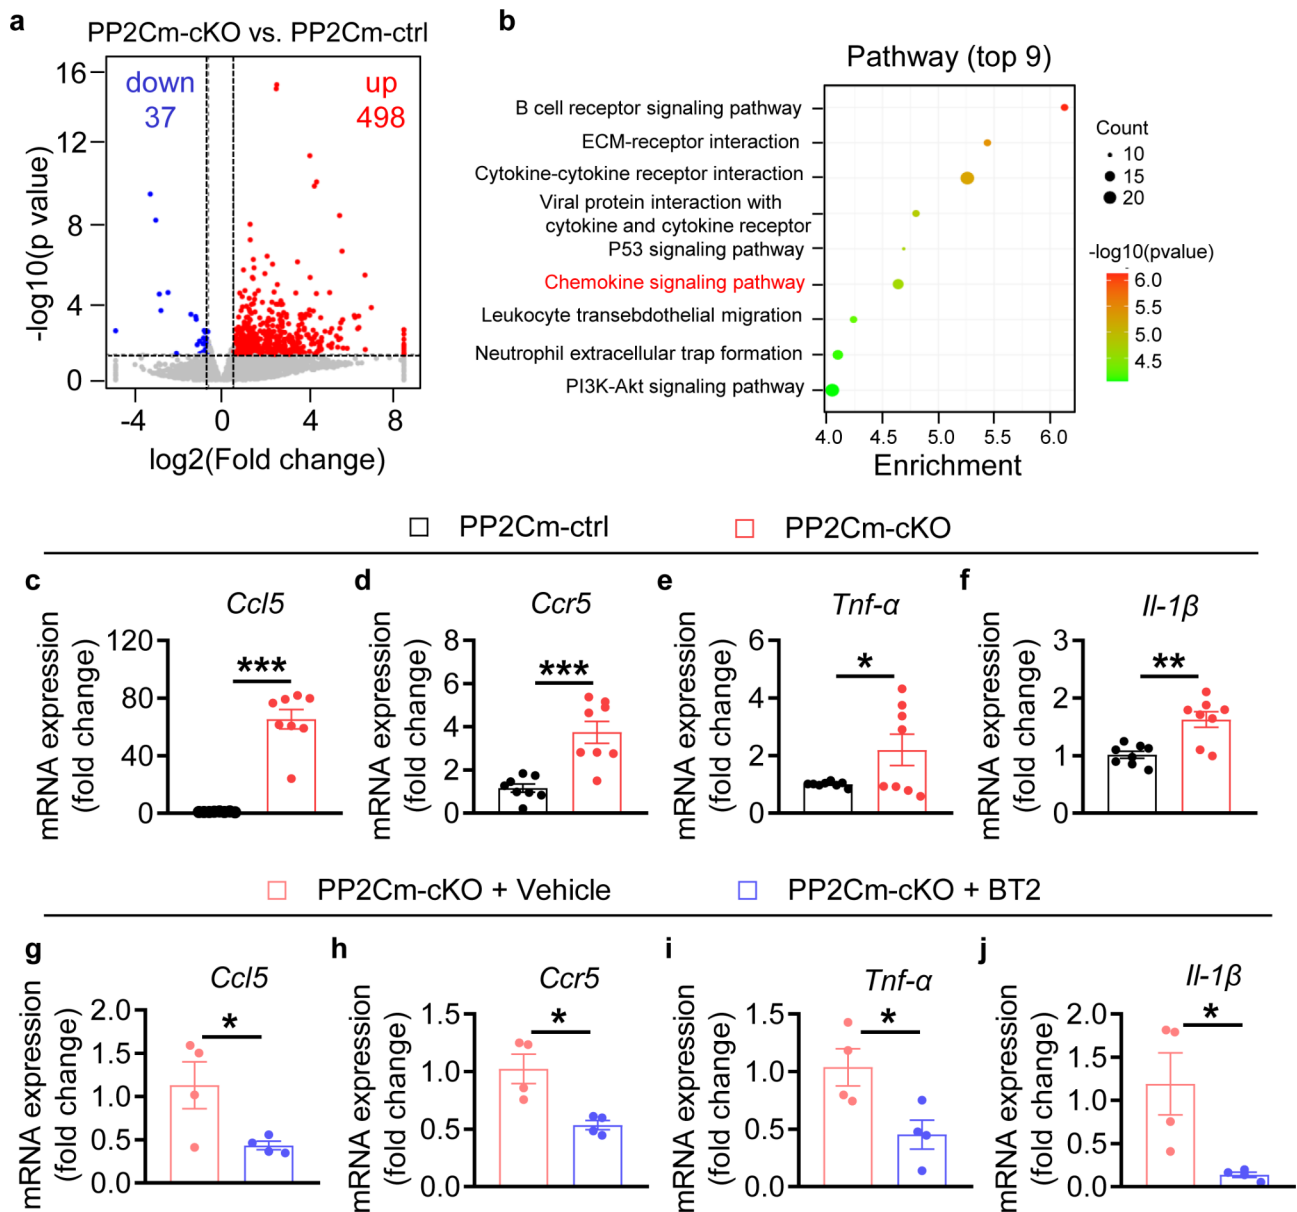 a
PP2Cm-cKO vs. PP2Cm-ctrl
down
37
up
498
16
12
8
4
0
-log10(p value)
-4
0
4
8
log2(Fold change)
b
Pathway (top 9)
B cell receptor signaling pathway
ECM-receptor interaction
Cytokine-cytokine receptor interaction
Viral protein interaction with
cytokine and cytokine receptor
P53 signaling pathway
Chemokine signaling pathway
Leukocyte transebdothelial migration
Neutrophil extracellular trap formation
PI3K-Akt signaling pathway
4.0
4.5
5.0
5.5
6.0
Enrichment
Count
10
15
20
-log10(pvalue)
6.0
5.5
5.0
4.5
PP2Cm-ctrl
PP2Cm-cKO
c
Ccl5
mRNA expression
(fold change)
120
80
40
0
***
d
Ccr5
mRNA expression
(fold change)
8
6
4
2
0
***
e
Tnf-α
mRNA expression
(fold change)
6
4
2
0
*
f
Il-1β
mRNA expression
(fold change)
3
2
1
0
**
PP2Cm-cKO + Vehicle
PP2Cm-cKO + BT2
g
Ccl5
mRNA expression
(fold change)
2.0
1.5
1.0
0.5
0.0
*
h
Ccr5
mRNA expression
(fold change)
1.5
1.0
0.5
0.0
*
i
Tnf-α
mRNA expression
(fold change)
1.5
1.0
0.5
0.0
*
j
Il-1β
mRNA expression
(fold change)
2.0
1.5
1.0
0.5
0.0
*